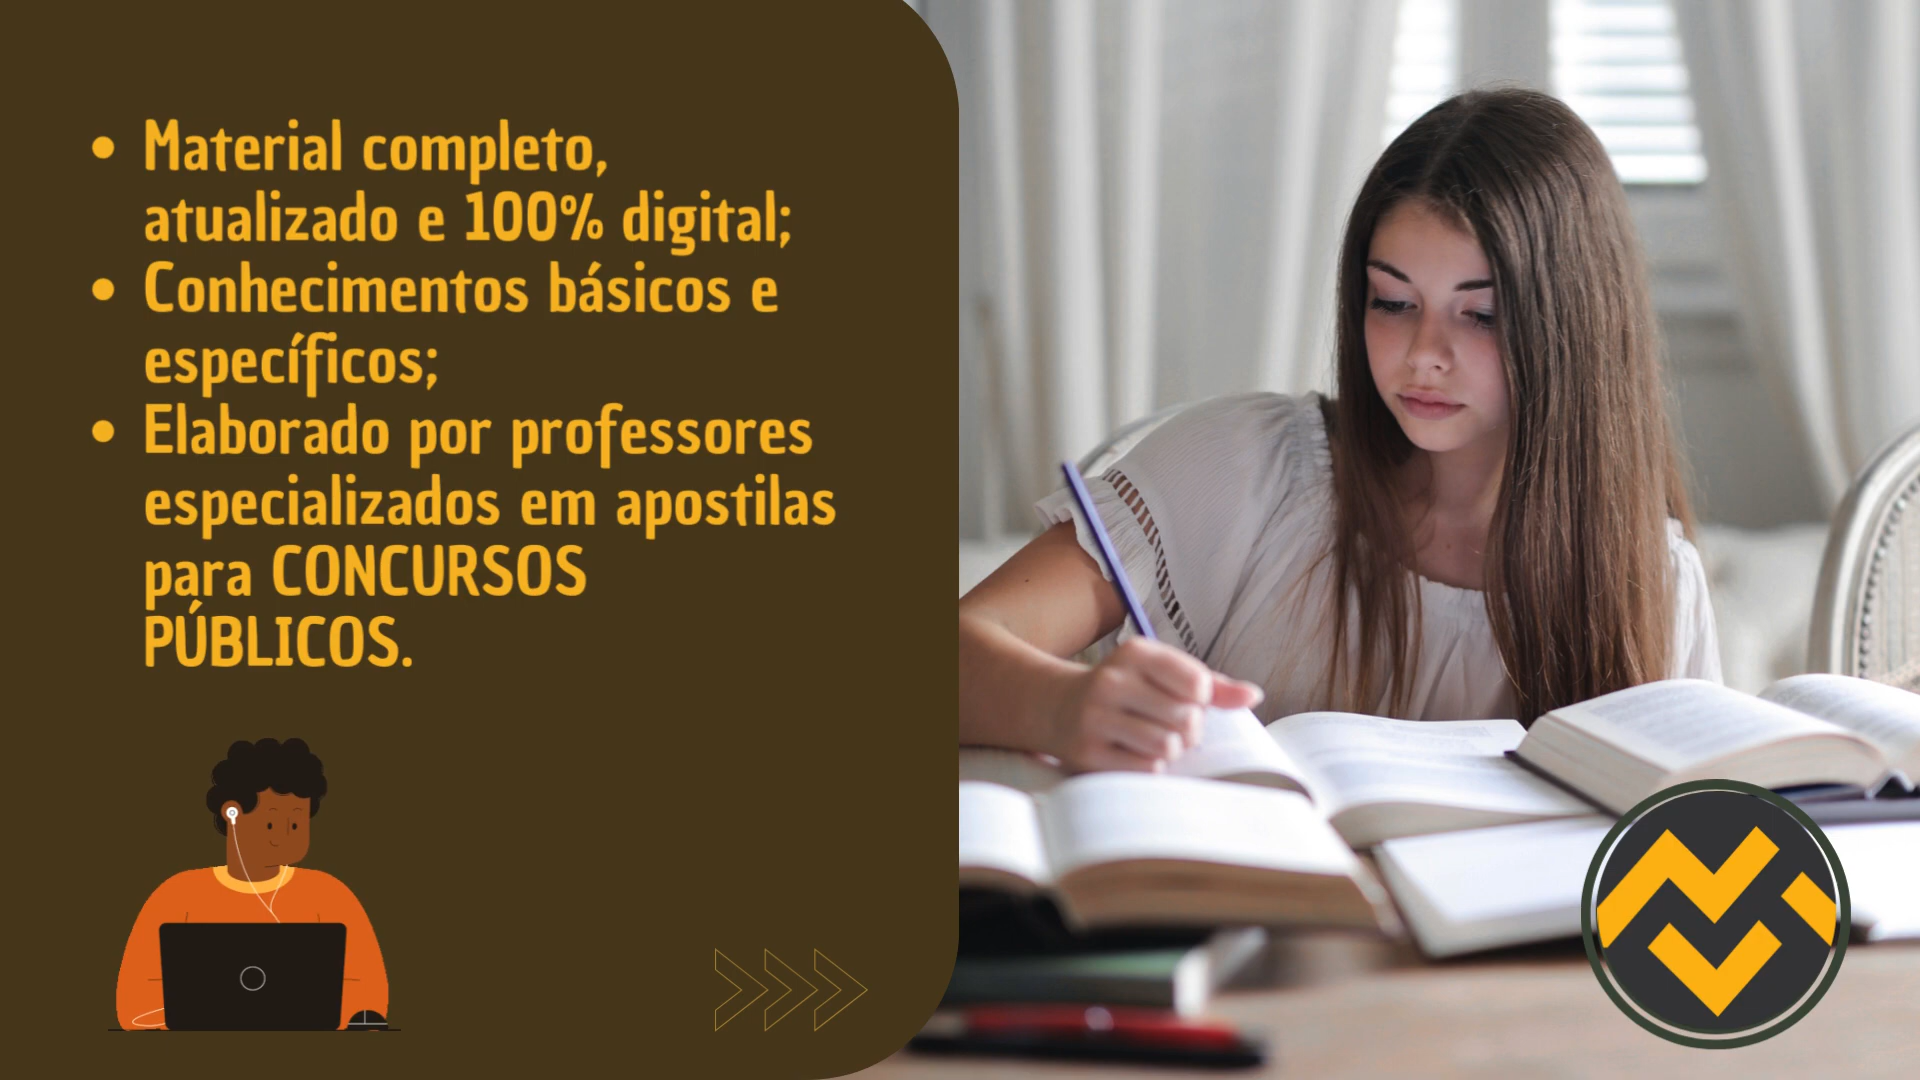 • Material completo,
atualizado e 100% digital;
• Conhecimentos básicos e
específicos;
• Elaborado por professores
especializados em apostilas
para CONCURSOS
PÚBLICOS.